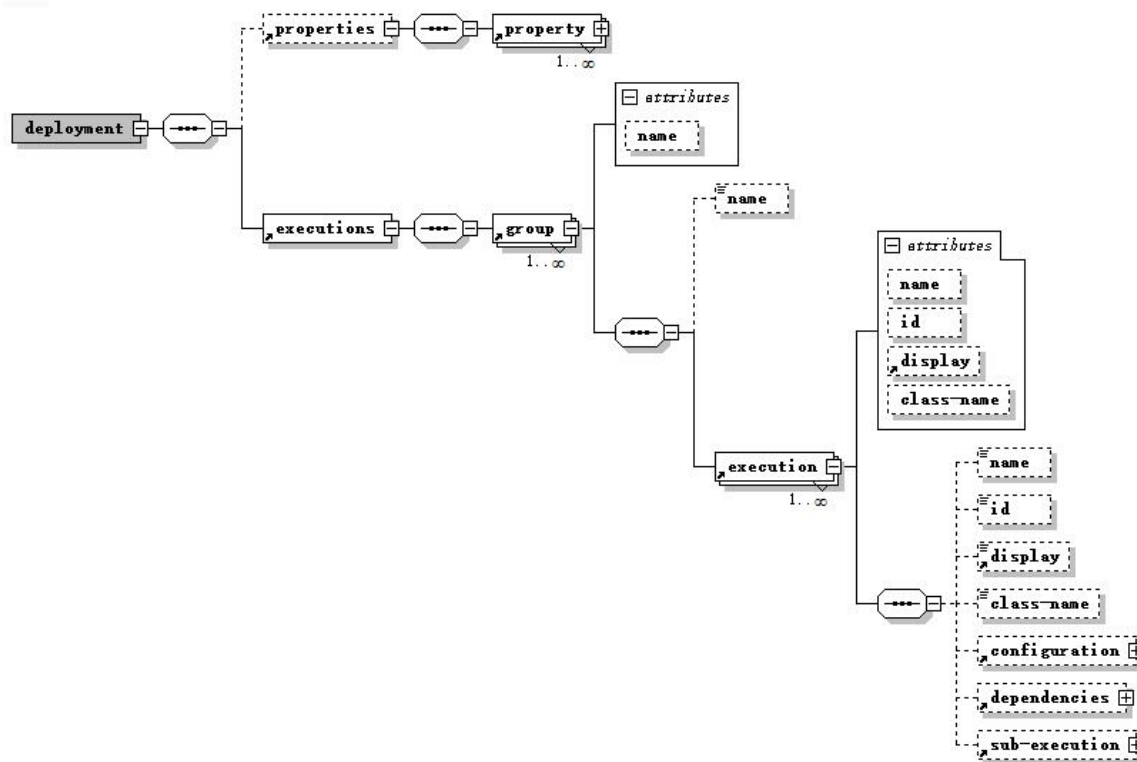 properties
property
1..∞
deployment
attributes
name
executions
group
1..∞
name
attributes
name
id
display
class-name
execution
1..∞
name
id
display
class-name
configuration
dependencies
sub-execution